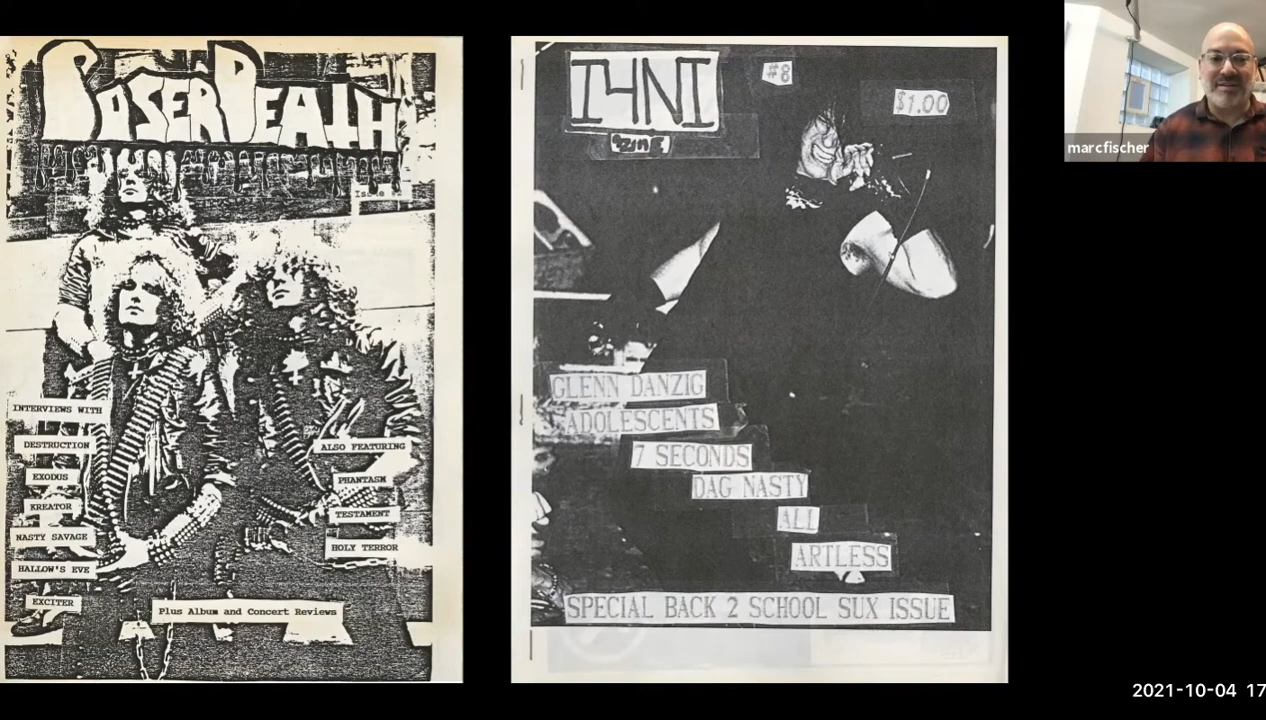 POSER DEATH
INTERVIEWS WITH
DESTRUCTION
EXODUS
KREATOR
NASTY SAVAGE
HALLOW'S EVE
EXCITER
ALSO FEATURING
PHANTASM
TESTAMENT
HOLY TERROR
Plus Album and Concert Reviews
I4NI
#8
$1.00
GLENN DANZIG
ADOLESCENTS
7 SECONDS
DAG NASTY
ALL
ARTLESS
SPECIAL BACK 2 SCHOOL SUX ISSUE
marcfischer
2021-10-04 17